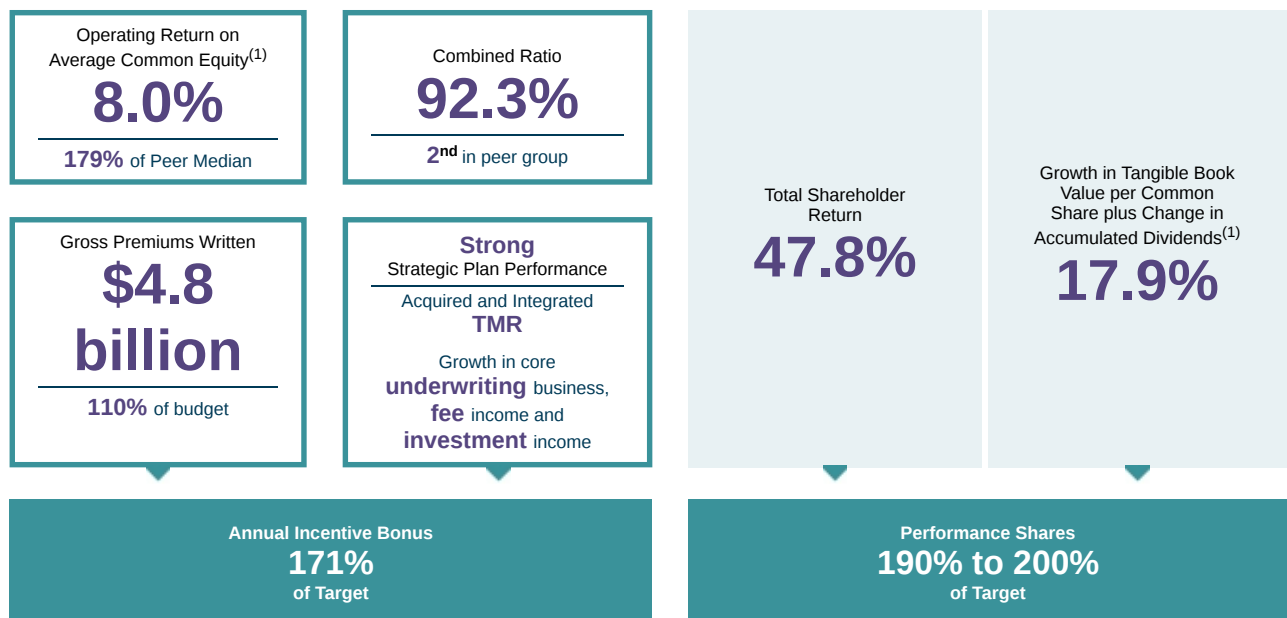 Operating Return on
Average Common Equity(1)
8.0%
179% of Peer Median
Combined Ratio
92.3%
2nd in peer group
Gross Premiums Written
$4.8
billion
110% of budget
Strong
Strategic Plan Performance
Acquired and Integrated
TMR
Growth in core
underwriting business,
fee income and
investment income
Annual Incentive Bonus
171%
of Target
Total Shareholder
Return
47.8%
Growth in Tangible Book
Value per Common
Share plus Change in
Accumulated Dividends(1)
17.9%
Performance Shares
190% to 200%
of Target